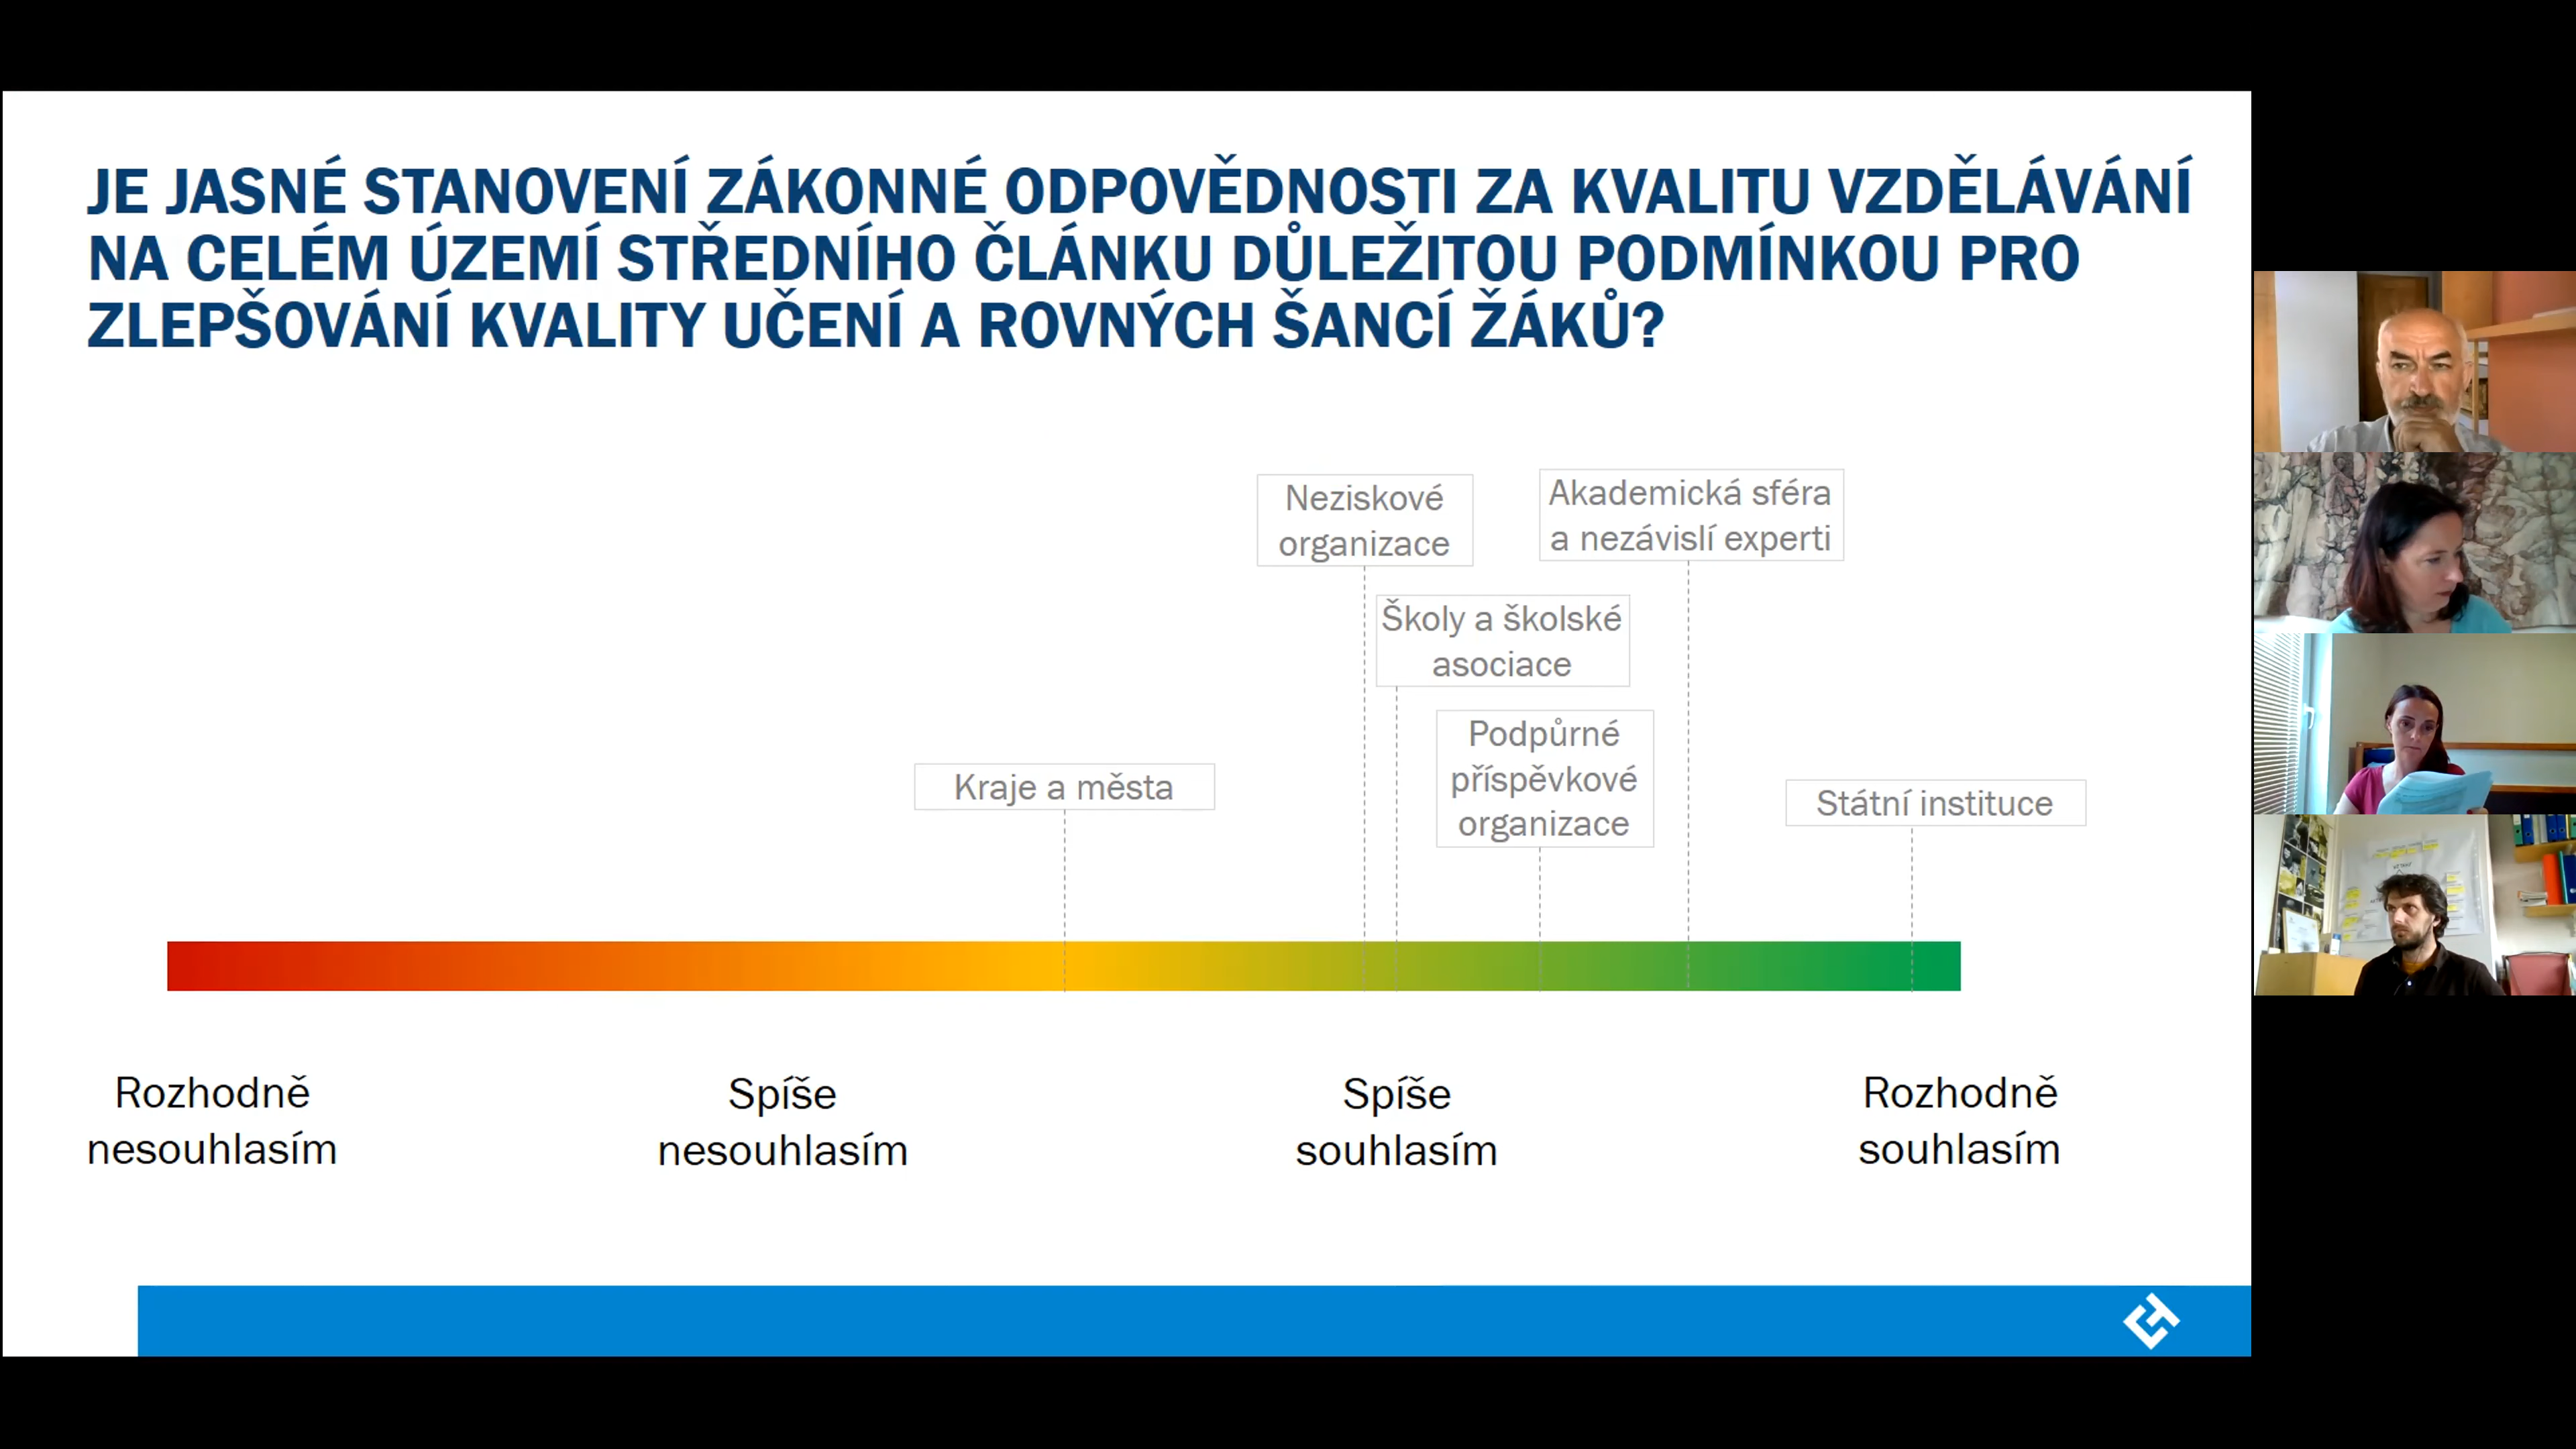 JE JASNÉ STANOVENÍ ZÁKONNÉ ODPOVĚDNOSTI ZA KVALITU VZDĚLÁVÁNÍ
NA CELÉM ÚZEMÍ STŘEDNÍHO ČLÁNKU DŮLEŽITOU PODMÍNKOU PRO
ZLEPŠOVÁNÍ KVALITY UČENÍ A ROVNÝCH ŠANCÍ ŽÁKŮ?
Neziskové
organizace
Akademická sféra
a nezávislí experti
Školy a školské
asociace
Podpůrné
příspěvkové
organizace
Kraje a města
Státní instituce
Rozhodně
nesouhlasím
Spíše
nesouhlasím
Spíše
souhlasím
Rozhodně
souhlasím